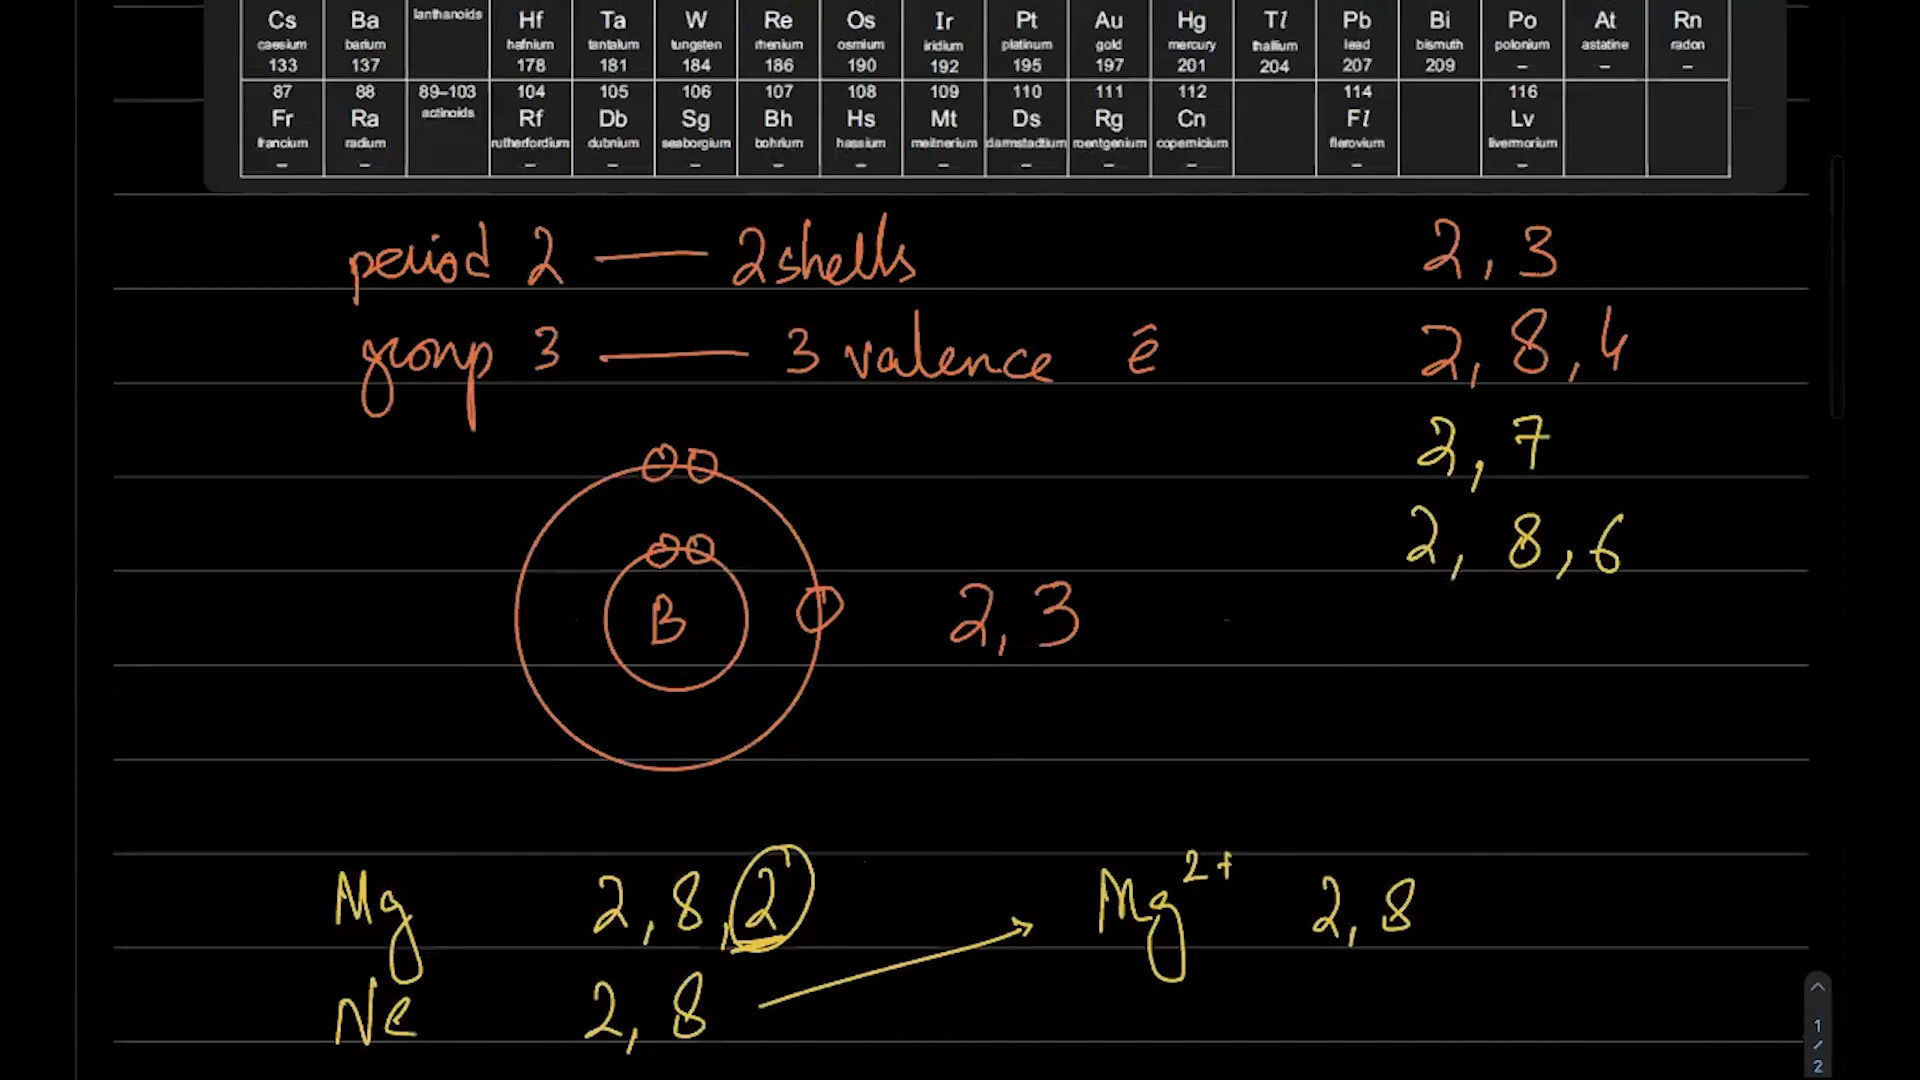 Cs Ba lanthanoids Hf Ta W Re Os Ir Pt Au Hg Tl Pb Bi Po At Rn
caesium barium hafnium tantalum tungsten rhenium osmium iridium platinum gold mercury thallium lead bismuth polonium astatine radon
133 137 178 181 184 186 190 192 195 197 201 204 207 209 – – –
87 88 89–103 104 105 106 107 108 109 110 111 112 114 116
Fr Ra actinoids Rf Db Sg Bh Hs Mt Ds Rg Cn Fl Lv
francium radium rutherfordium dubnium seaborgium bohrium hassium meitnerium darmstadtium roentgenium copernicium flerovium livermorium
– – – – – – – – – – – – –
period 2 — 2 shells 2, 3
group 3 — 3 valence ē 2, 8, 4
2, 7
2, 8, 6
B 2, 3
Mg 2, 8, 2 Mg2+ 2, 8
Ne 2, 8
1
/
2